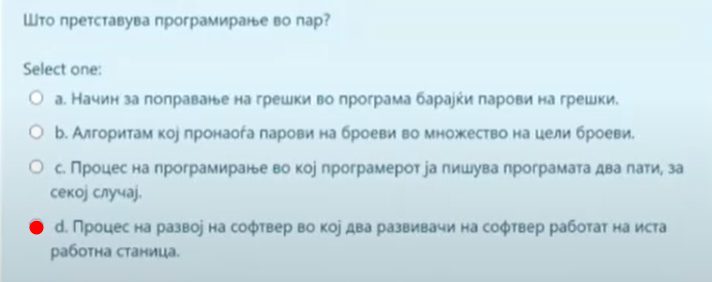 Што претставува програмирање во пар?
Select one:
a. Начин за поправање на грешки во програма барајќи парови на грешки.
b. Алгоритам кој пронаоѓа парови на броеви во множество на цели броеви.
c. Процес на програмирање во кој програмерот ја пишува програмата два пати, за
секој случај.
d. Процес на развој на софтвер во кој два развивачи на софтвер работат на иста
работна станица.